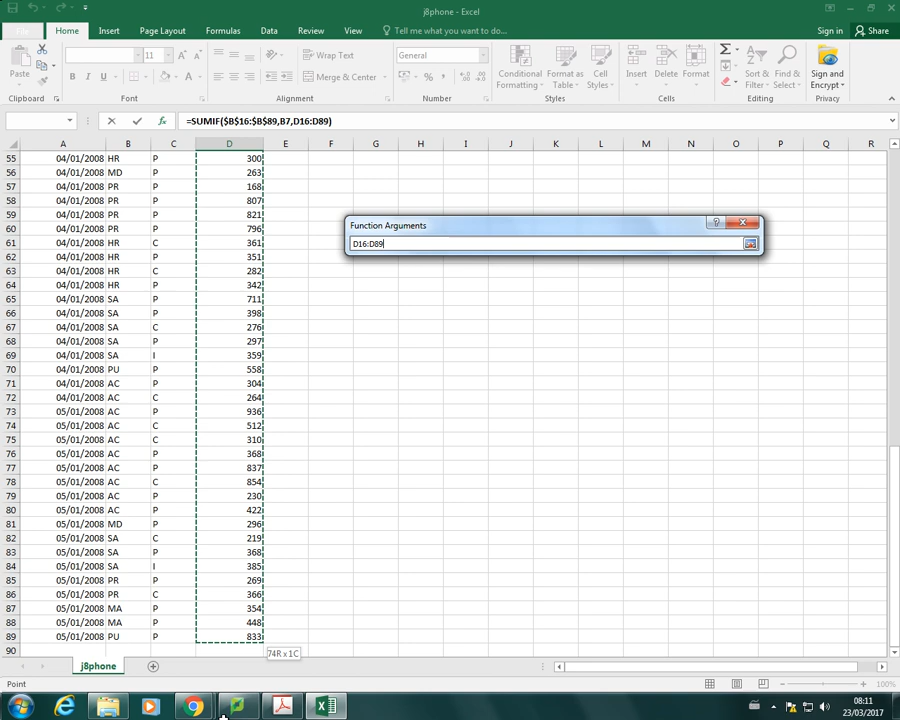 j8phone - Excel
File Home Insert Page Layout Formulas Data Review View Tell me what you want to do... Sign in Share
Paste 11 A A Wrap Text General Conditional Format as Cell Insert Delete Format Sort & Find & Sign and
B I U A Merge & Center % , Formatting Table Styles Filter Select Encryption
Clipboard Font Alignment Number Styles Cells Editing Privacy
fx =SUMIF($B$16:$B$89,B7,D16:D89)
A B C D E F G H I J K L M N O P Q R
55 04/01/2008 HR P 300
56 04/01/2008 MD P 263
57 04/01/2008 PR P 168
58 04/01/2008 PR P 807
59 04/01/2008 PR P 821
60 04/01/2008 PR P 796
61 04/01/2008 HR C 361
62 04/01/2008 HR P 351
63 04/01/2008 HR C 282
64 04/01/2008 HR P 342
65 04/01/2008 SA P 711
66 04/01/2008 SA P 398
67 04/01/2008 SA C 276
68 04/01/2008 SA P 297
69 04/01/2008 SA I 359
70 04/01/2008 PU P 558
71 04/01/2008 AC P 304
72 04/01/2008 AC C 264
73 05/01/2008 AC P 936
74 05/01/2008 AC C 512
75 05/01/2008 AC C 310
76 05/01/2008 AC P 368
77 05/01/2008 AC P 837
78 05/01/2008 AC C 854
79 05/01/2008 AC P 230
80 05/01/2008 AC P 422
81 05/01/2008 MD P 296
82 05/01/2008 SA C 219
83 05/01/2008 SA P 368
84 05/01/2008 SA I 385
85 05/01/2008 PR P 269
86 05/01/2008 PR C 366
87 05/01/2008 MA P 354
88 05/01/2008 MA P 448
89 05/01/2008 PU P 833
90
Function Arguments
D16:D89
74R x 1C
j8phone
Point 100%
08:11
23/03/2017